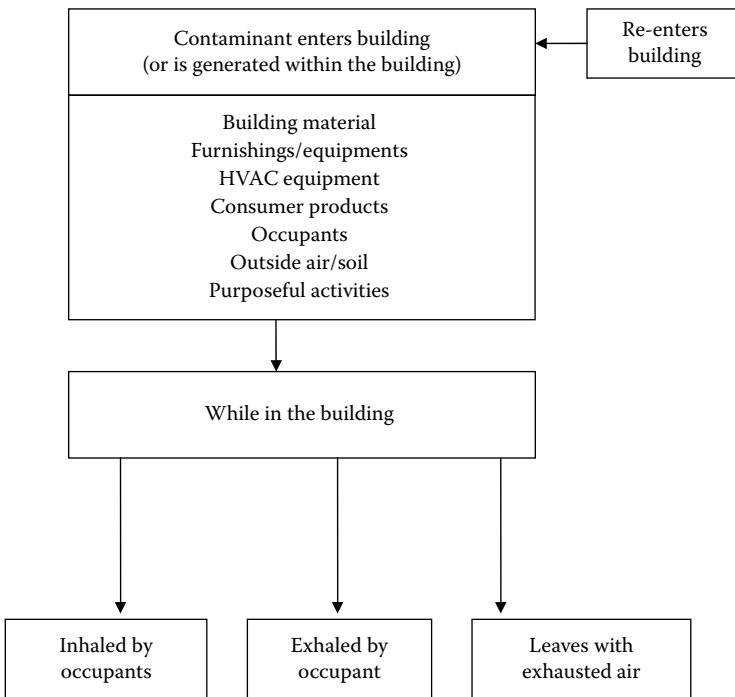 Contaminant enters building
(or is generated within the building)
Re-enters
building
Building material
Furnishings/equipments
HVAC equipment
Consumer products
Occupants
Outside air/soil
Purposeful activities
While in the building
Inhaled by
occupants
Exhaled by
occupant
Leaves with
exhausted air